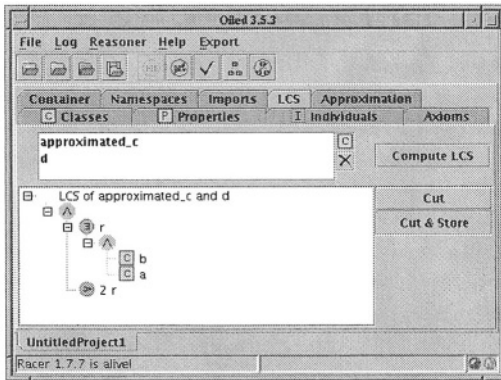 OilEd 3.5.3
File Log Reasoner Help Export
Container Namespaces Imports LCS Approximation
C Classes P Properties I Individuals Axioms
approximated_c
d
C
Compute LCS
LCS of approximated_c and d
Cut
Cut & Store
∃ r
C b
C a
≥ 2 r
UntitledProject1
Racer 1.7.7 is alive!